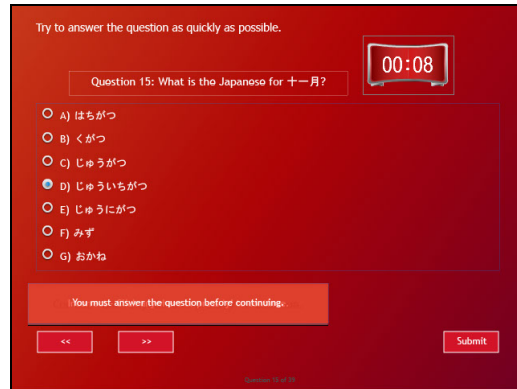 Try to answer the question as quickly as possible.
00:08
Question 15: What is the Japanese for 十一月?
A) はちがつ
B) くがつ
C) じゅうがつ
D) じゅういちがつ
E) じゅうにがつ
F) みず
G) おかね
You must answer the question before continuing.
<<
>>
Submit